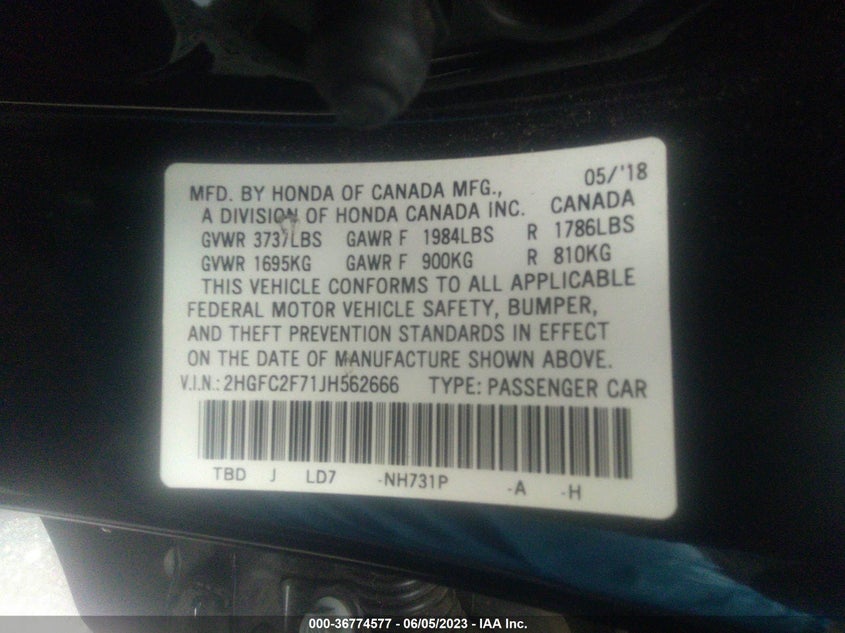 05/'18
MFD. BY HONDA OF CANADA MFG.,
A DIVISION OF HONDA CANADA INC. CANADA
GVWR 3737LBS GAWR F 1984LBS R 1786LBS
GVWR 1695KG GAWR F 900KG R 810KG
THIS VEHICLE CONFORMS TO ALL APPLICABLE
FEDERAL MOTOR VEHICLE SAFETY, BUMPER,
AND THEFT PREVENTION STANDARDS IN EFFECT
ON THE DATE OF MANUFACTURE SHOWN ABOVE.
V.I.N.: 2HGFC2F71JH562666 TYPE: PASSENGER CAR
TBD J LD7 -NH731P -A -H
000-36774577 - 06/05/2023 - IAA Inc.